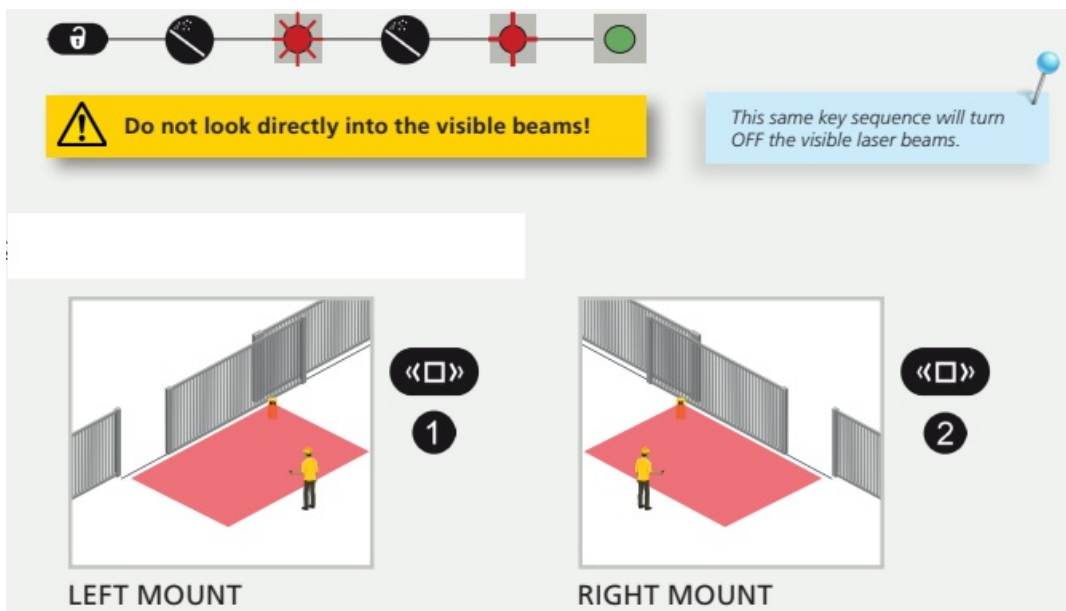 Do not look directly into the visible beams!
This same key sequence will turn
OFF the visible laser beams.
1
2
LEFT MOUNT
RIGHT MOUNT